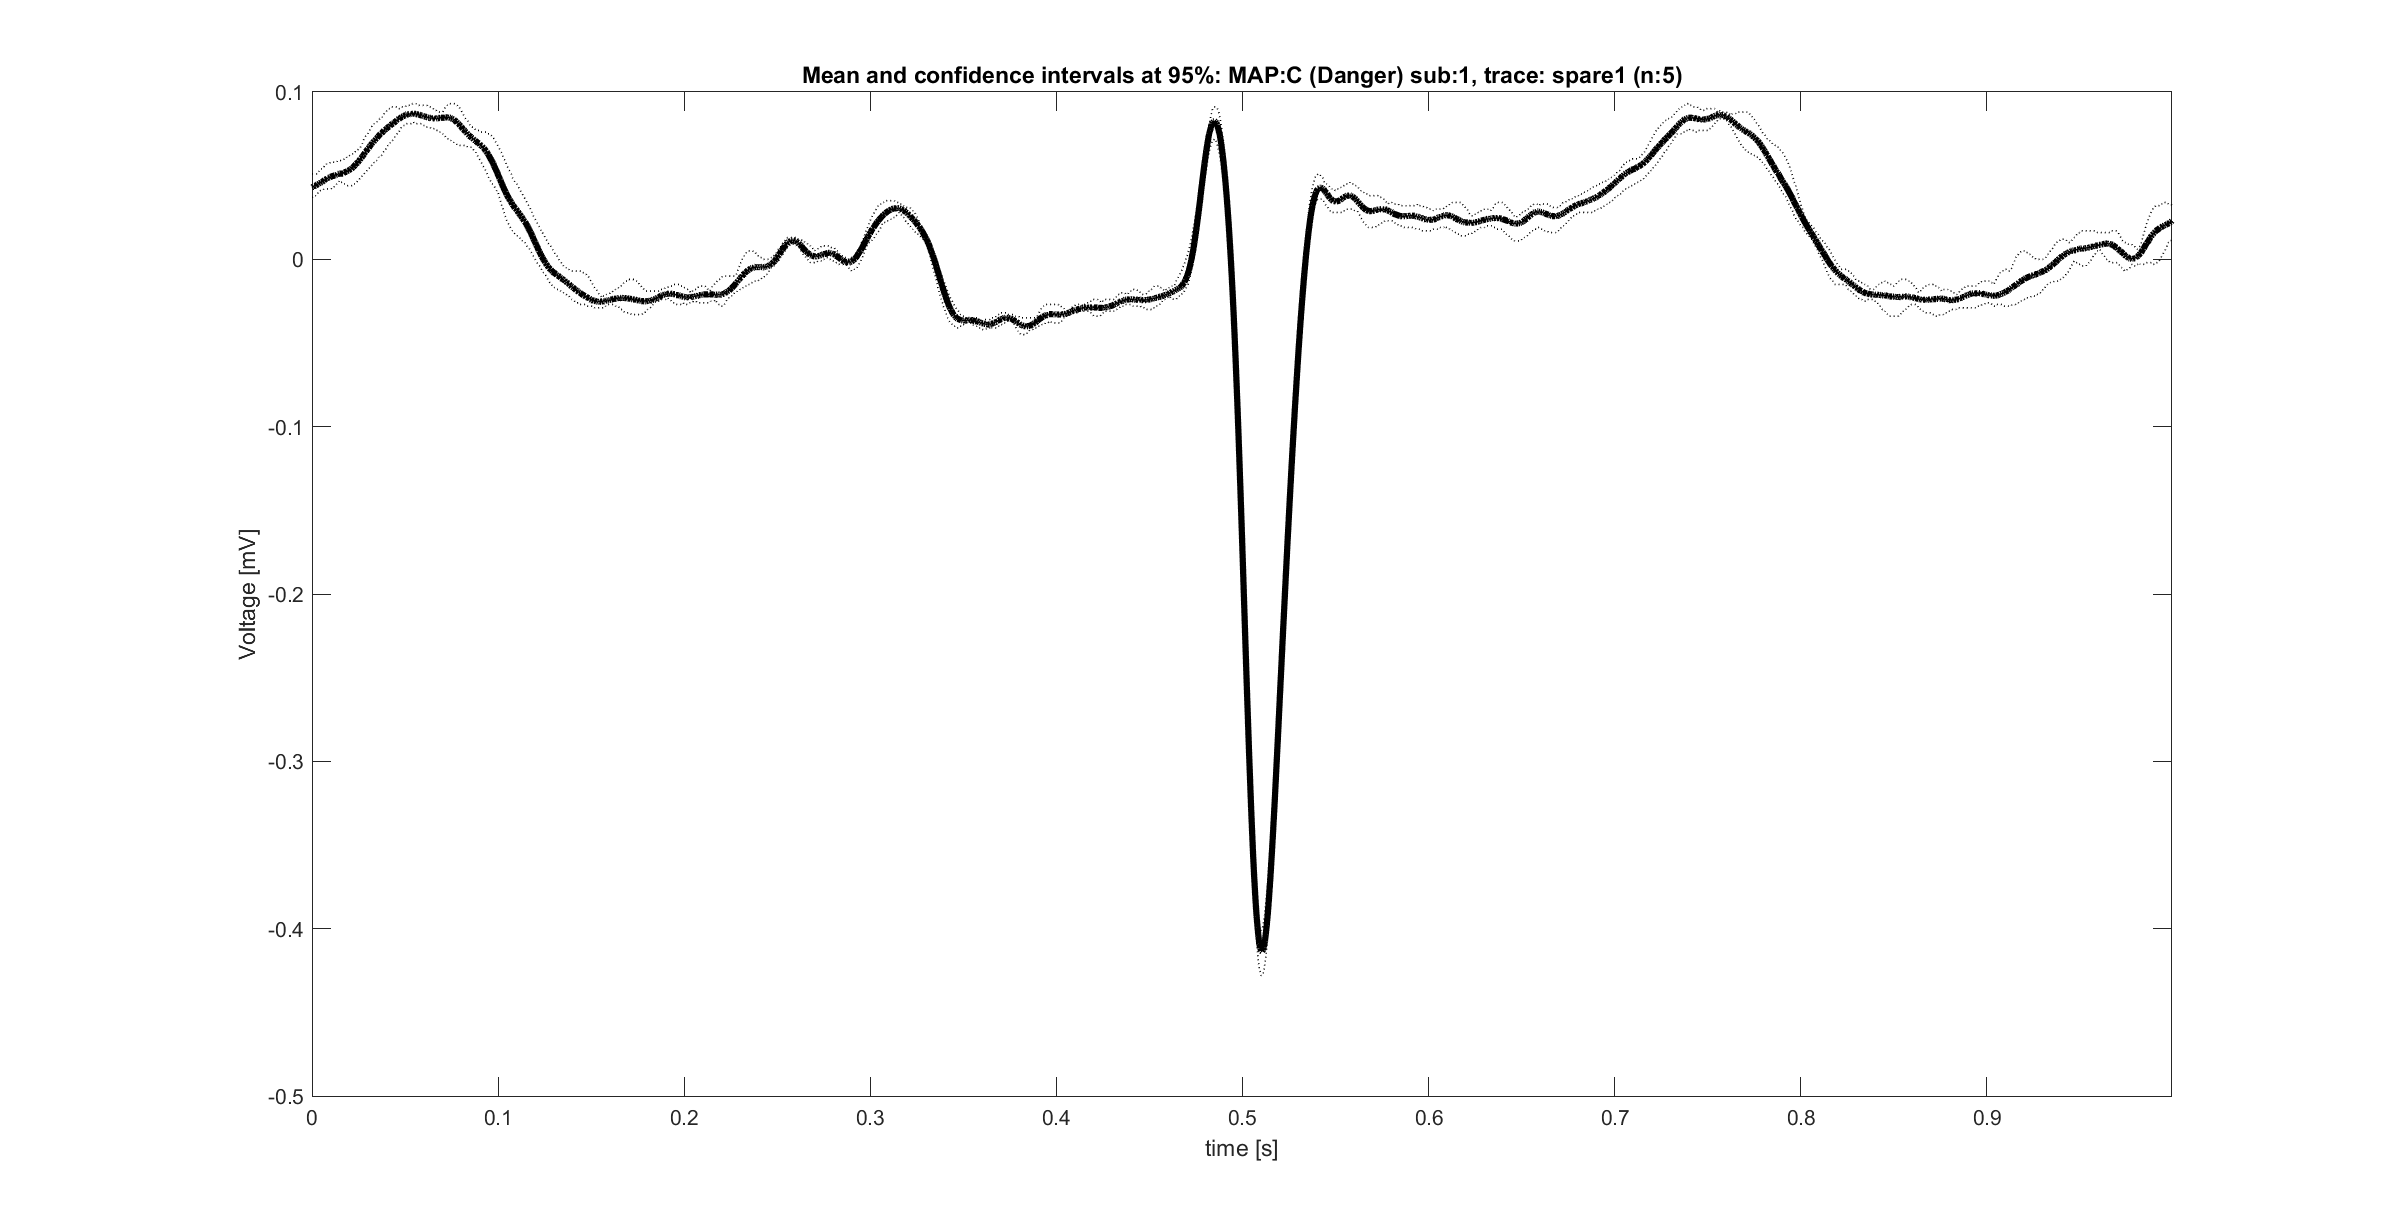 Mean and confidence intervals at 95%: MAP:C (Danger) sub:1, trace: spare1 (n:5)
0.1
0
-0.1
-0.2
-0.3
-0.4
-0.5
Voltage [mV]
0 0.1 0.2 0.3 0.4 0.5 0.6 0.7 0.8 0.9
time [s]